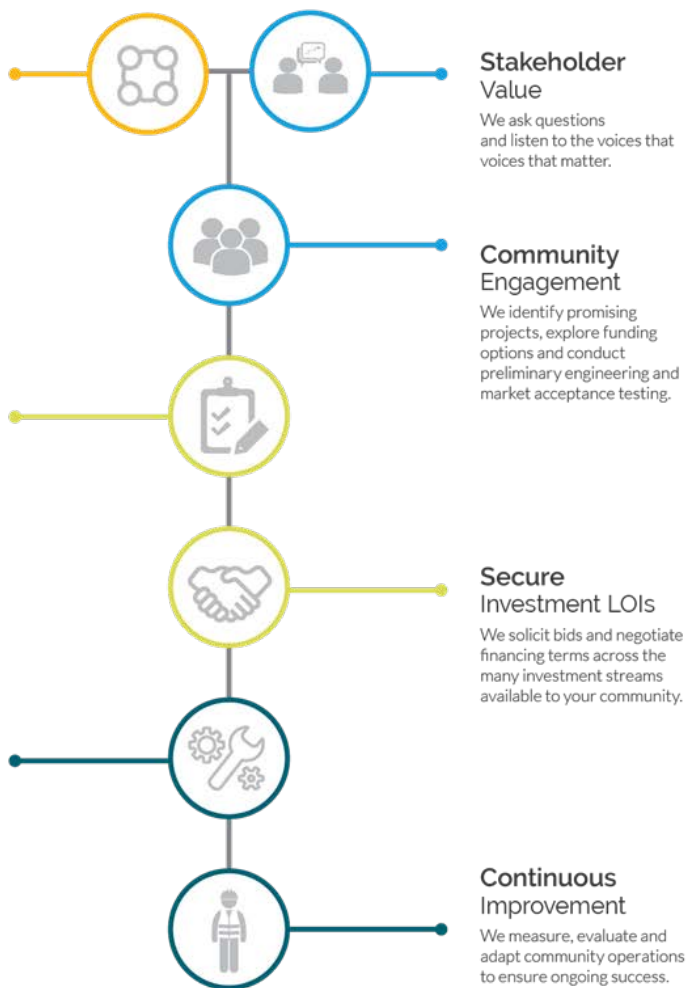 Stakeholder
Value
We ask questions
and listen to the voices that
voices that matter.
Community
Engagement
We identify promising
projects, explore funding
options and conduct
preliminary engineering and
market acceptance testing.
Secure
Investment LOIs
We solicit bids and negotiate
financing terms across the
many investment streams
available to your community.
Continuous
Improvement
We measure, evaluate and
adapt community operations
to ensure ongoing success.